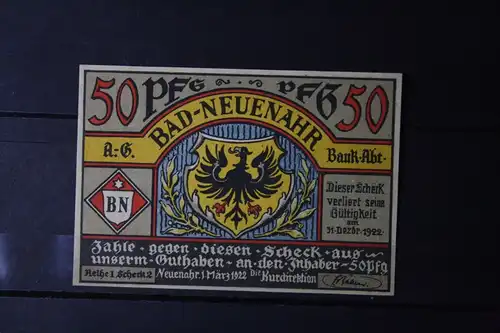 50 PFG PFG 50
BAD-NEUENAHR
A.-G.
Bank-Abt.
BN
Dieser Scheck
verliert seine
Gültigkeit
am
31. Dezbr. 1922.
Zahle - gegen - diesen - Scheck - aus -
unserm - Guthaben - an - den - Inhaber - 50 Pfg
Reihe 1 Scheck 2
Neuenahr, 1. März 1922
Die Kurdirektion